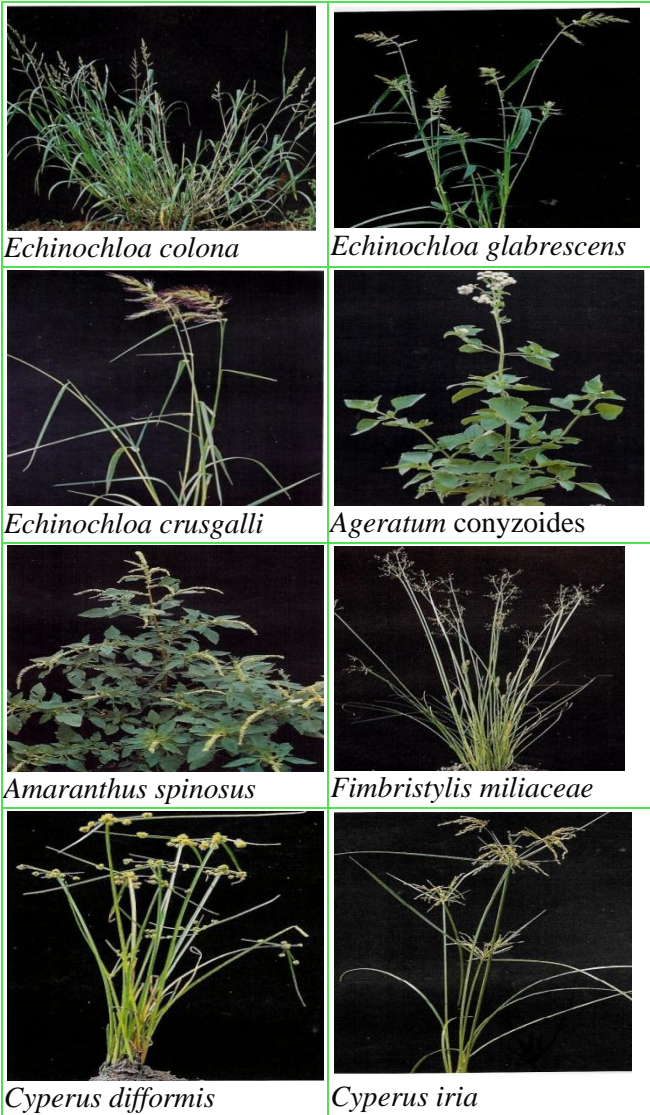 Echinochloa colona
Echinochloa glabrescens
Echinochloa crusgalli
Ageratum conyzoides
Amaranthus spinosus
Fimbristylis miliaceae
Cyperus difformis
Cyperus iria